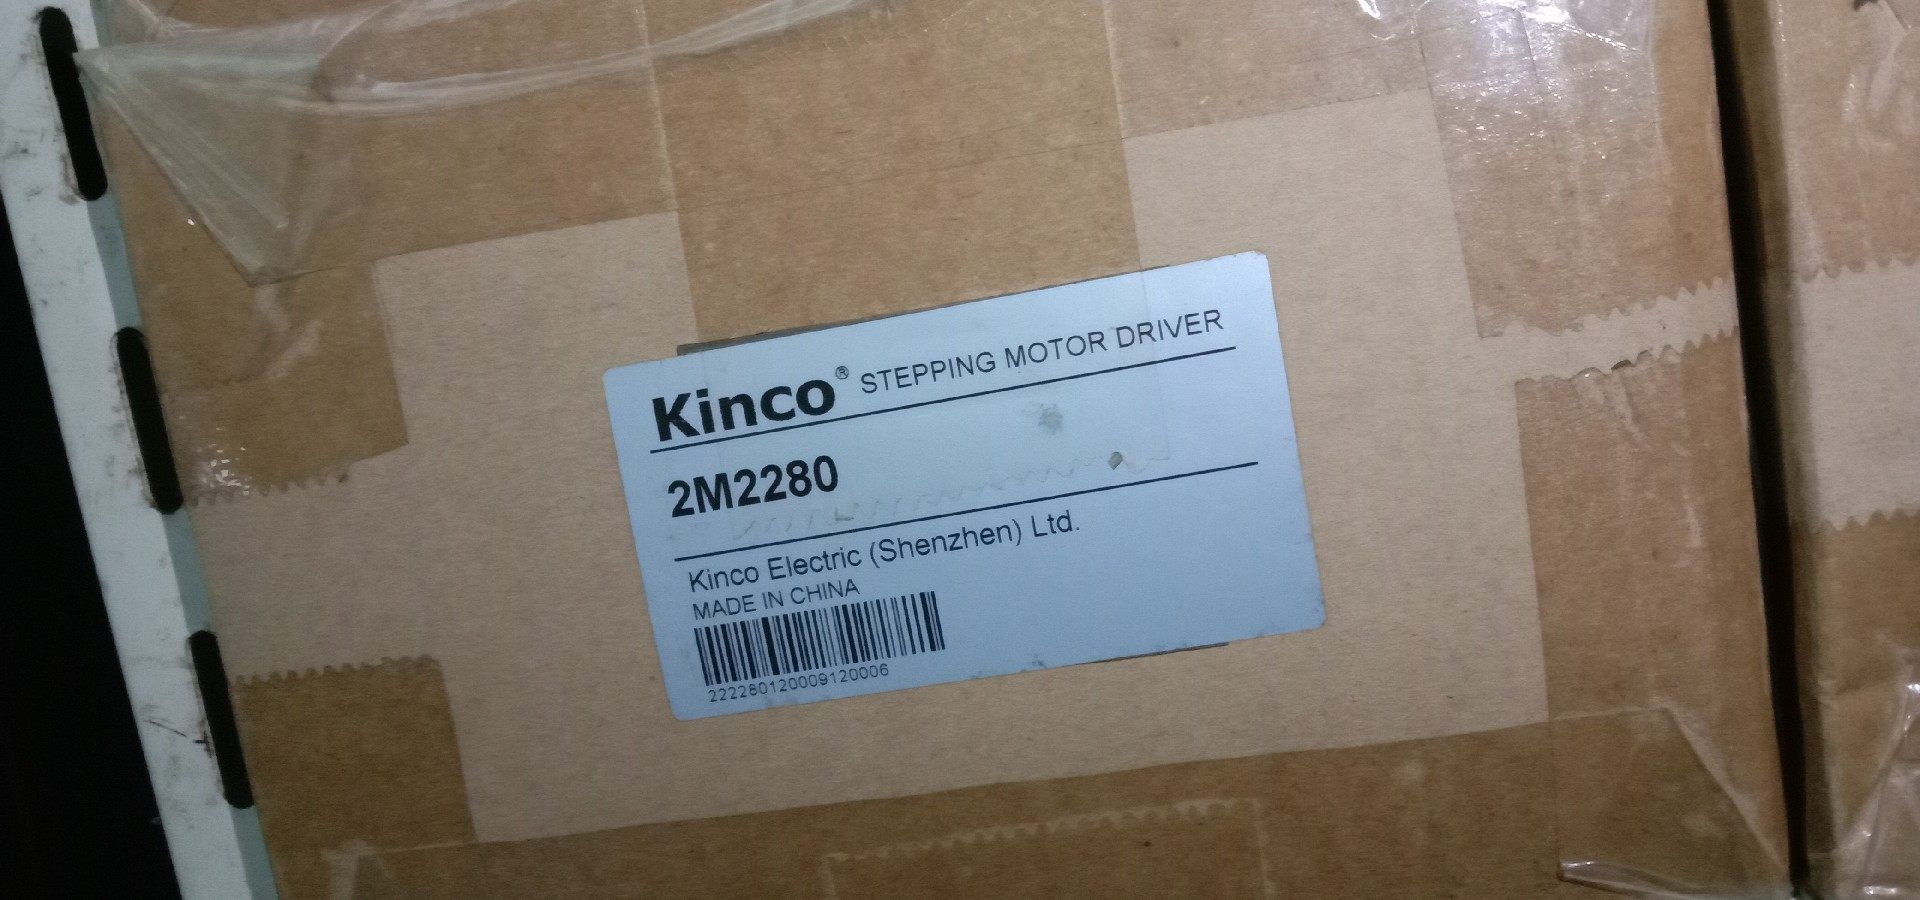 Kinco® STEPPING MOTOR DRIVER
2M2280
Kinco Electric (Shenzhen) Ltd.
MADE IN CHINA
222280120009120006